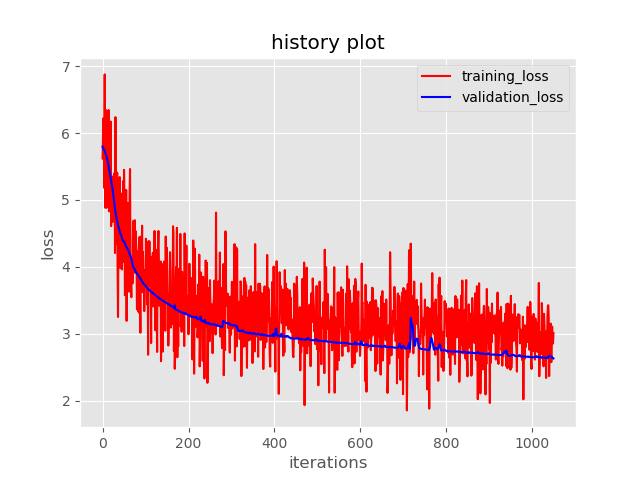 history plot
training_loss
validation_loss
7
6
5
4
3
2
loss
0 200 400 600 800 1000
iterations